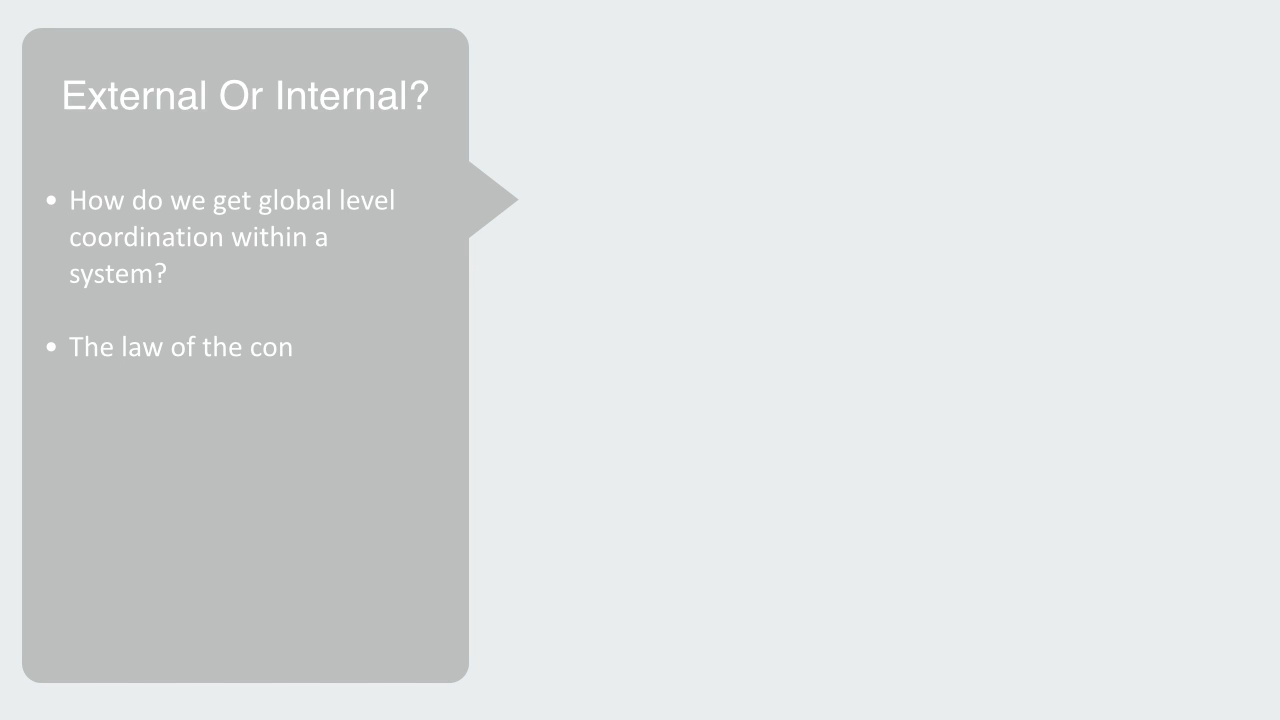 External Or Internal?
• How do we get global level
coordination within a
system?
• The law of the con